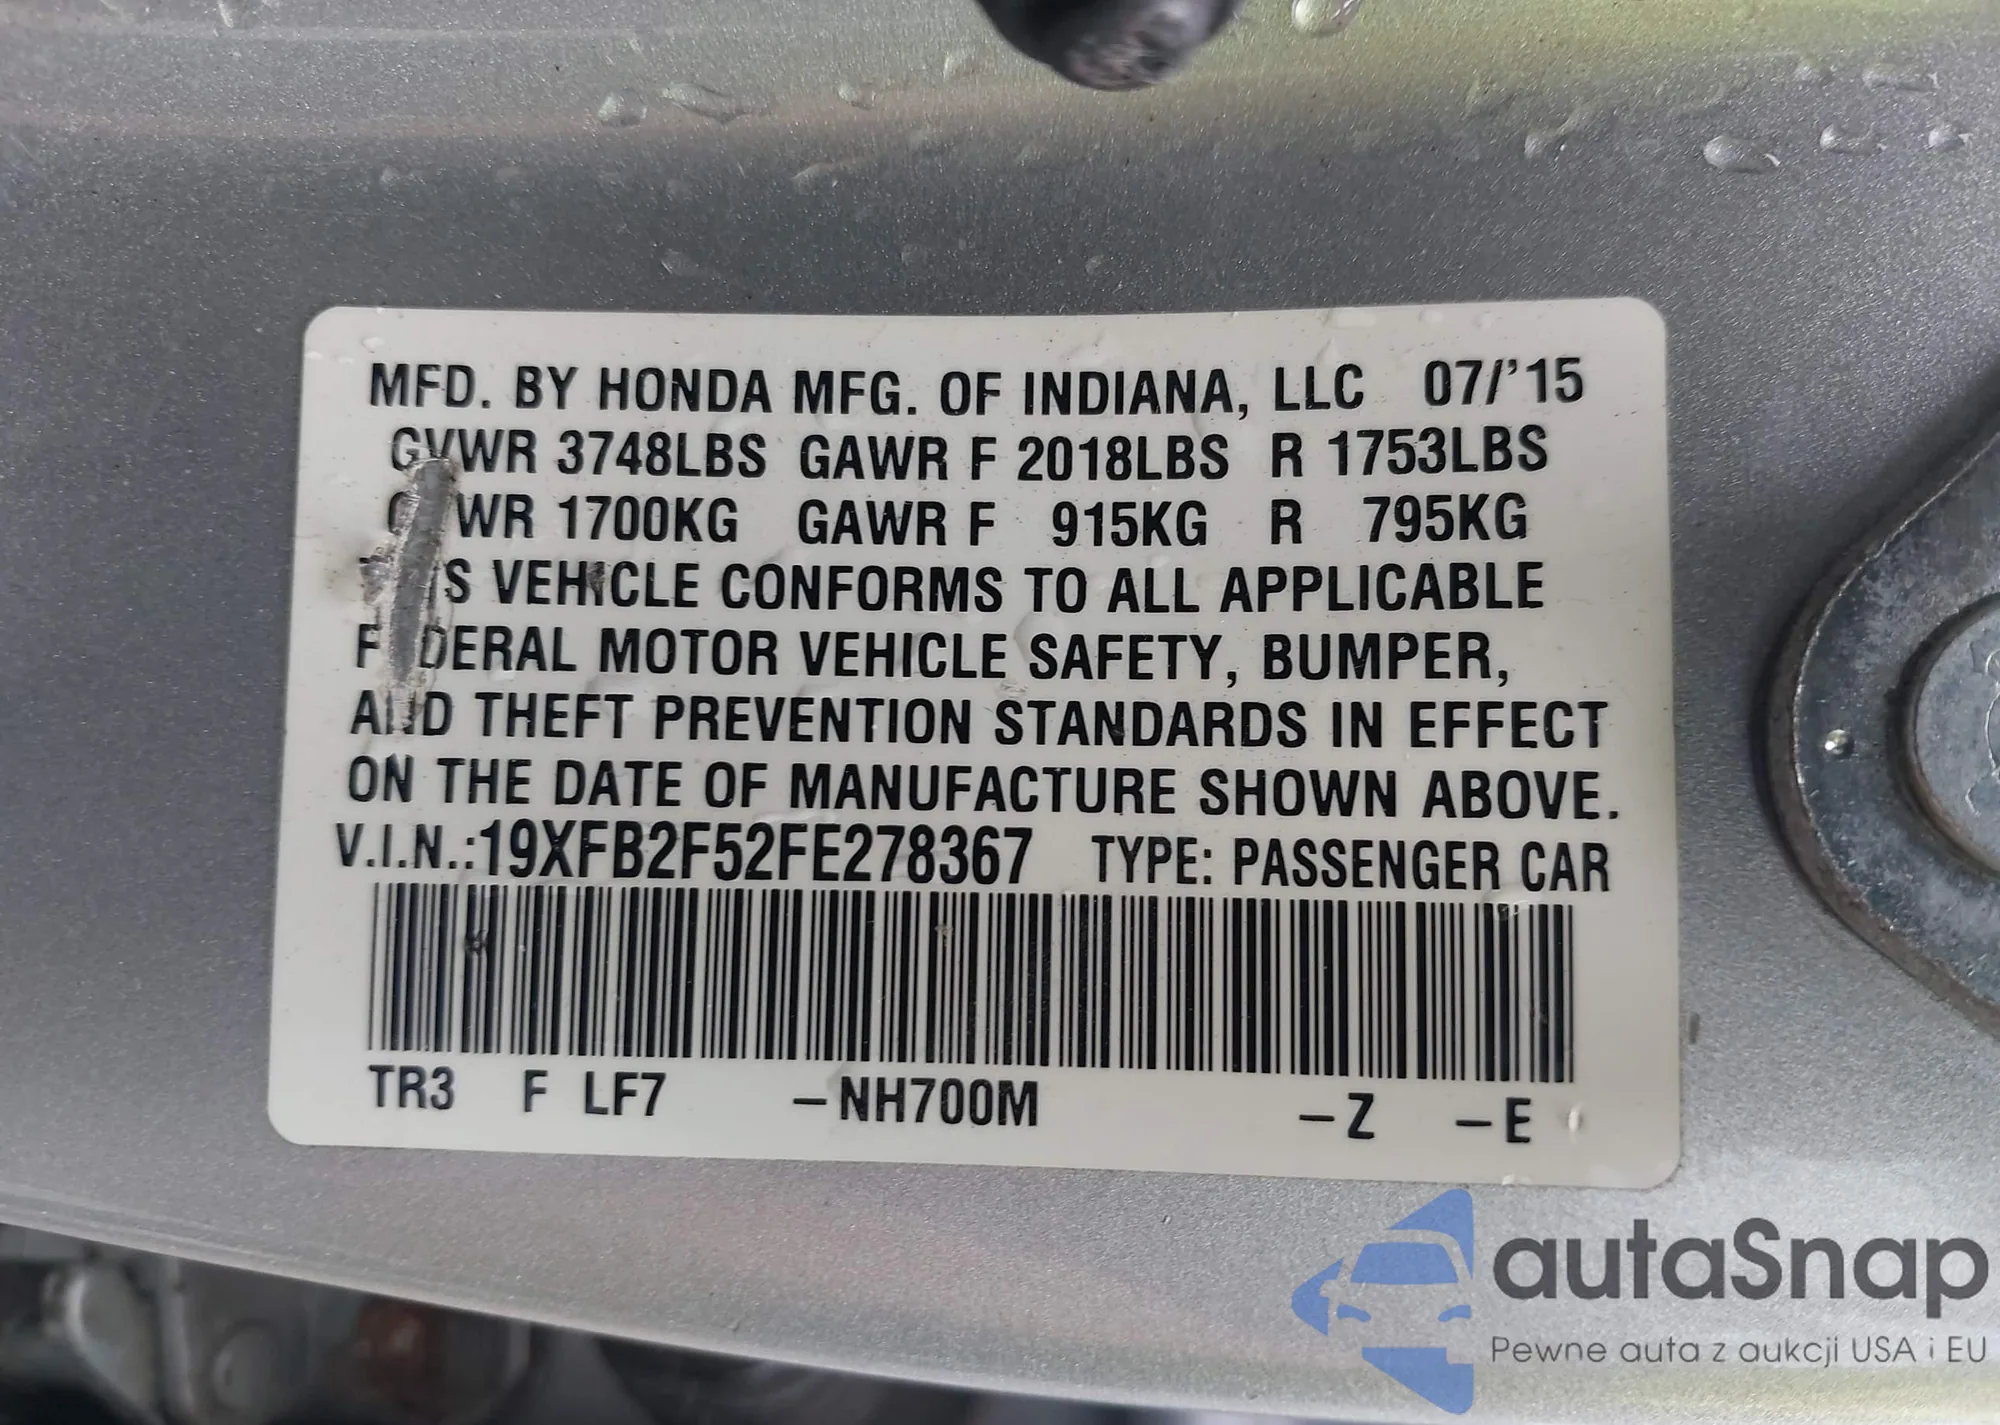 MFD. BY HONDA MFG. OF INDIANA, LLC 07/'15
GVWR 3748LBS GAWR F 2018LBS R 1753LBS
GVWR 1700KG GAWR F 915KG R 795KG
VEHICLE CONFORMS TO ALL APPLICABLE
FEDERAL MOTOR VEHICLE SAFETY, BUMPER,
AND THEFT PREVENTION STANDARDS IN EFFECT
ON THE DATE OF MANUFACTURE SHOWN ABOVE.
V.I.N.:19XFB2F52FE278367 TYPE: PASSENGER CAR
TR3 F LF7 -NH700M -Z -E
autaSnap
Pewne auta z aukcji USA i EU